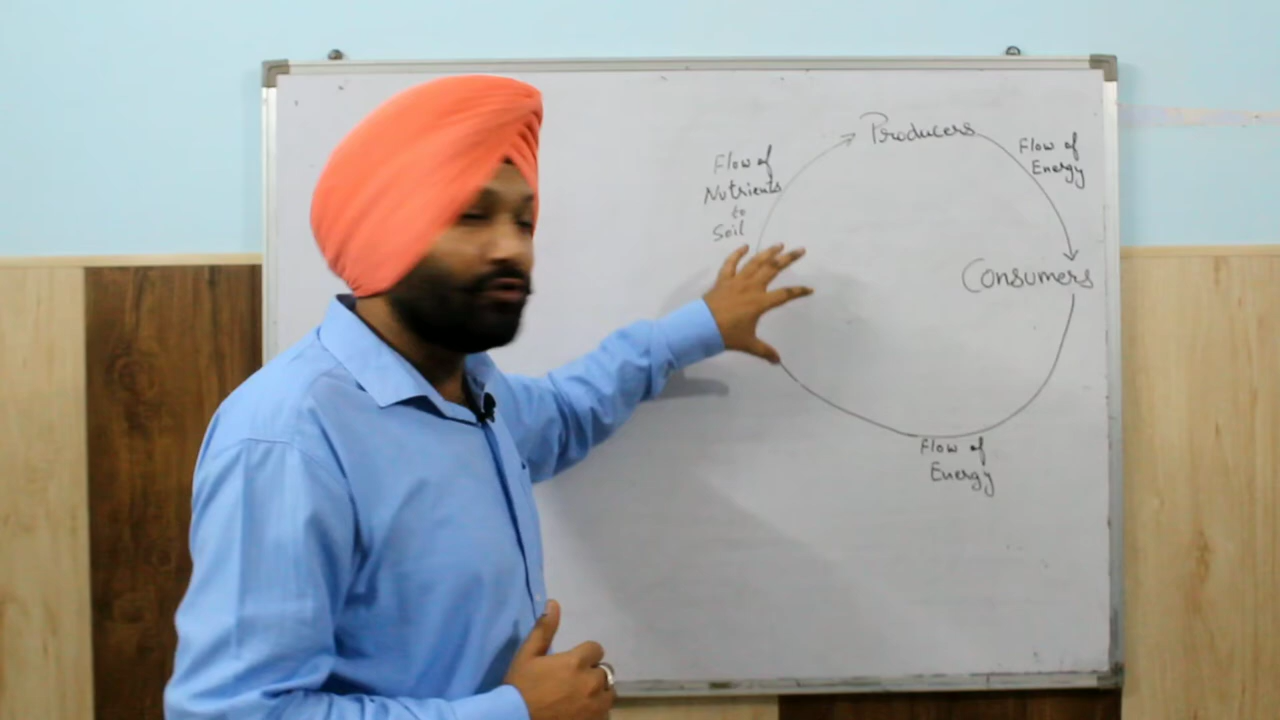 Producers
Flow of
Energy
Consumers
Flow of
Energy
Flow of
Nutrients
to
Soil